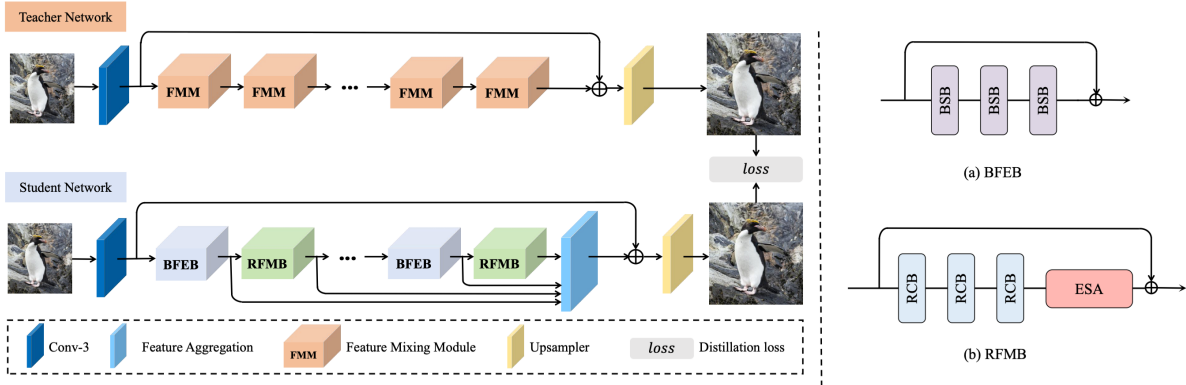 Teacher Network
FMM
FMM
...
FMM
FMM
loss
Student Network
BFEB
RFMB
...
BFEB
RFMB
Conv-3
Feature Aggregation
FMM
Feature Mixing Module
Upsampler
loss
Distillation loss
BSB
BSB
BSB
(a) BFEB
RCB
RCB
RCB
ESA
(b) RFMB